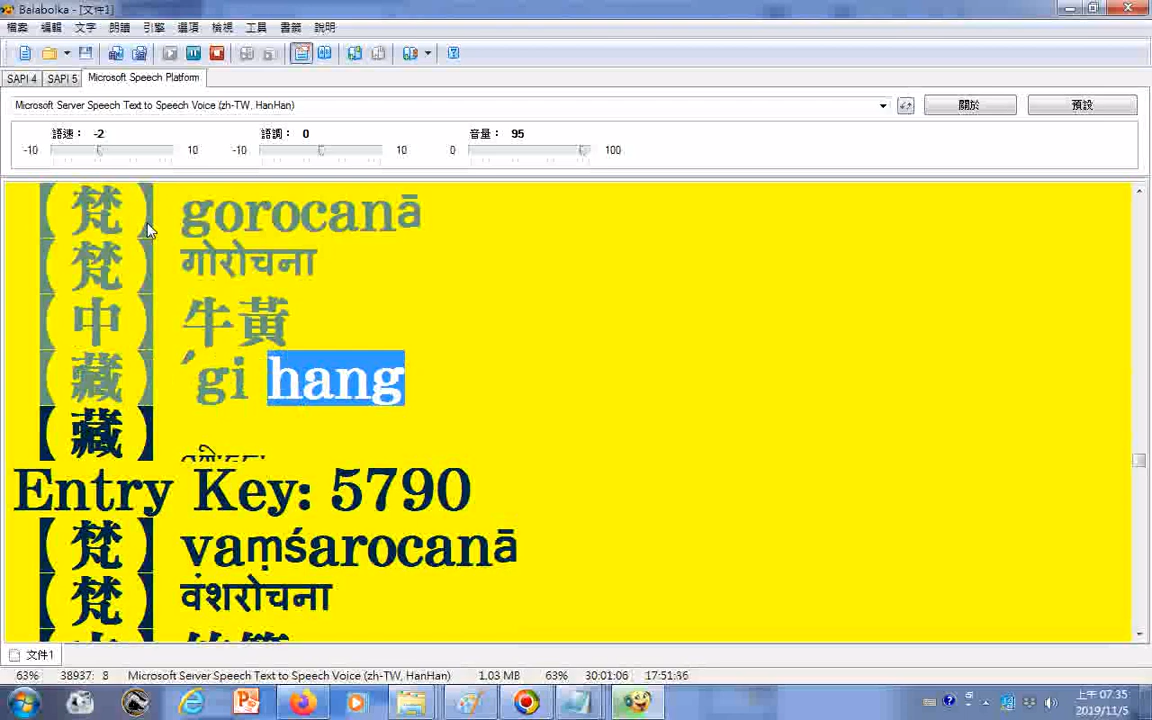 Balabolka - [文件1]
檔案 編輯 文字 朗讀 引擎 選項 檢視 工具 書籤 說明
SAPI 4 SAPI 5 Microsoft Speech Platform
Microsoft Server Speech Text to Speech Voice (zh-TW, HanHan) 關於 預設
語速： -2 語調： 0 音量： 95
-10 10 -10 10 0 100
【梵】 gorocanā
【梵】 गोरोचना
【中】 牛黃
【藏】 ´gi hang
【藏】
Entry Key: 5790
【梵】 vaṃśarocanā
【梵】 वंशरोचना
文件1
63% 38937: 8 Microsoft Server Speech Text to Speech Voice (zh-TW, HanHan) 1.03 MB 63% 30:01:06 17:51:36
上午 07:35
2019/11/5